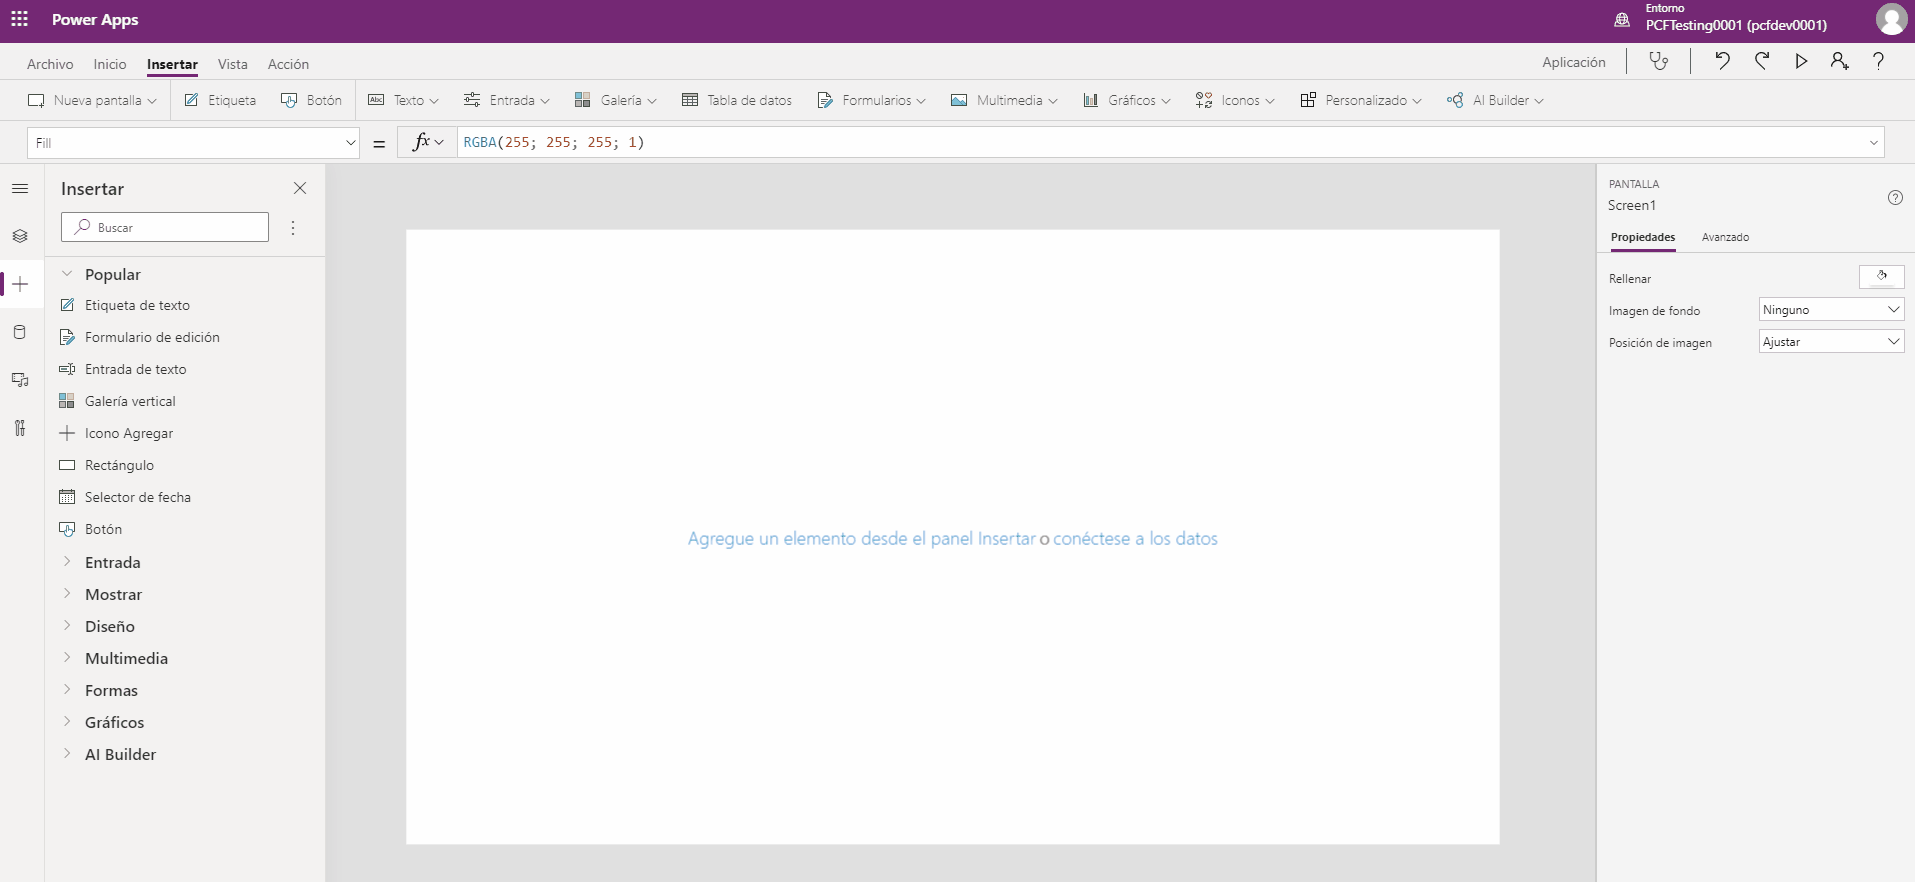 Power Apps
Entorno
PCFTesting0001 (pcfdev0001)
Archivo Inicio Insertar Vista Acción Aplicación
Nueva pantalla Etiqueta Botón Abc Texto Entrada Galería Tabla de datos Formularios Multimedia Gráficos Iconos Personalizado AI Builder
Fill = fx RGBA(255; 255; 255; 1)
Insertar
Buscar
Popular
Etiqueta de texto
Formulario de edición
Entrada de texto
Galería vertical
Icono Agregar
Rectángulo
Selector de fecha
Botón
Entrada
Mostrar
Diseño
Multimedia
Formas
Gráficos
AI Builder
Agregue un elemento desde el panel Insertar o conéctese a los datos
PANTALLA
Screen1
Propiedades Avanzado
Rellenar
Imagen de fondo Ninguno
Posición de imagen Ajustar